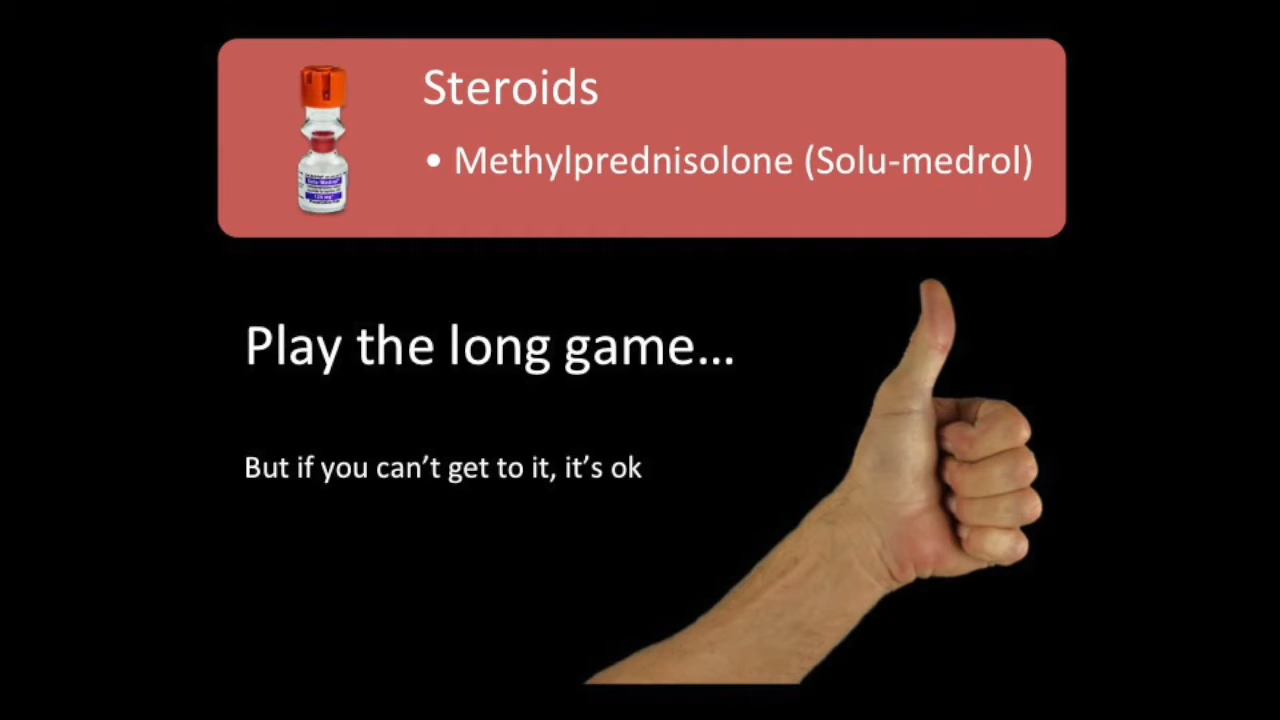 Steroids
• Methylprednisolone (Solu-medrol)
Play the long game...
But if you can't get to it, it's ok